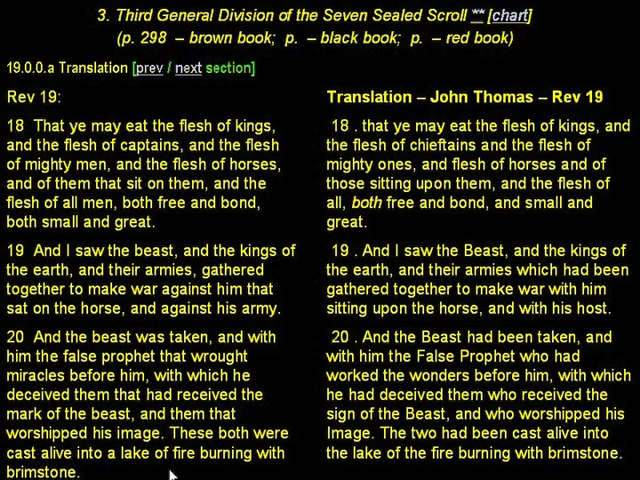 3. Third General Division of the Seven Sealed Scroll ** [chart]
(p. 298 – brown book; p. – black book; p. – red book)
19.0.0.a Translation [prev / next section]
Rev 19:
18 That ye may eat the flesh of kings,
and the flesh of captains, and the flesh
of mighty men, and the flesh of horses,
and of them that sit on them, and the
flesh of all men, both free and bond,
both small and great.
19 And I saw the beast, and the kings of
the earth, and their armies, gathered
together to make war against him that
sat on the horse, and against his army.
20 And the beast was taken, and with
him the false prophet that wrought
miracles before him, with which he
deceived them that had received the
mark of the beast, and them that
worshipped his image. These both were
cast alive into a lake of fire burning with
brimstone.
Translation – John Thomas – Rev 19
18 . that ye may eat the flesh of kings, and
the flesh of chieftains and the flesh of
mighty ones, and flesh of horses and of
those sitting upon them, and the flesh of
all, both free and bond, and small and
great.
19 . And I saw the Beast, and the kings of
the earth, and their armies which had been
gathered together to make war with him
sitting upon the horse, and with his host.
20 . And the Beast had been taken, and
with him the False Prophet who had
worked the wonders before him, with which
he had deceived them who received the
sign of the Beast, and who worshipped his
Image. The two had been cast alive into
the lake of the fire burning with brimstone.